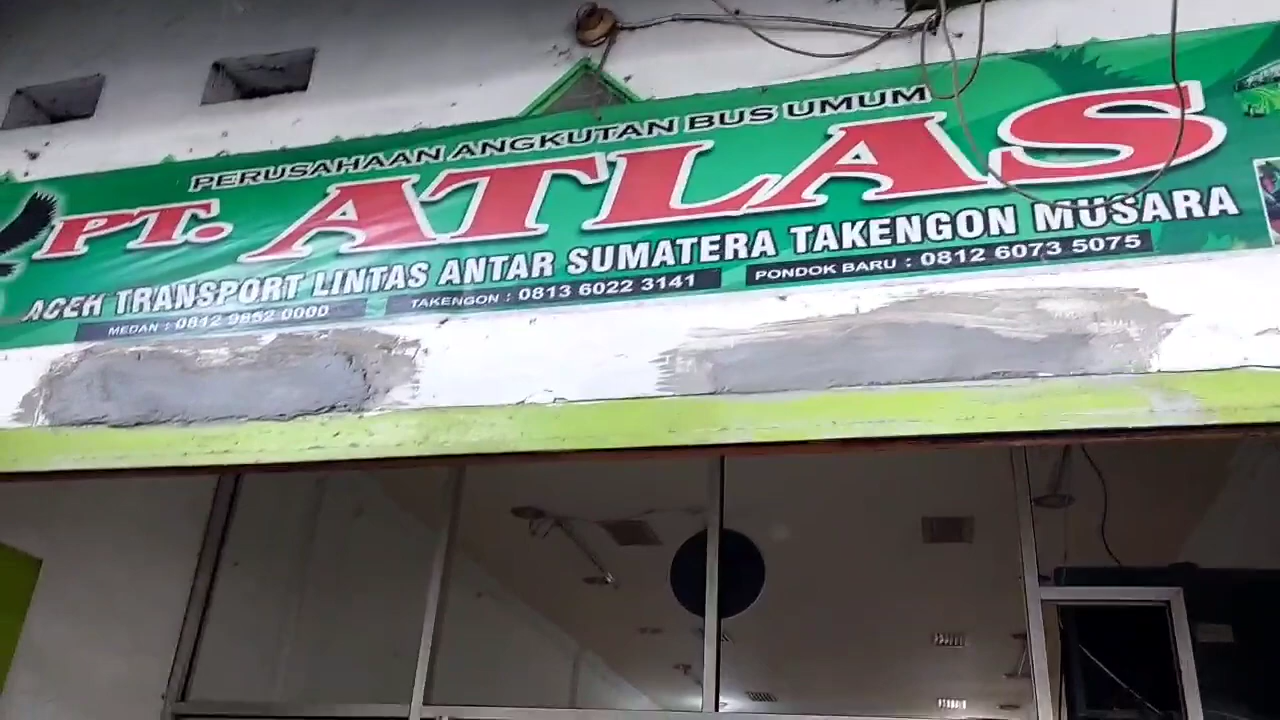 PERUSAHAAN ANGKUTAN BUS UMUM
PT. ATLAS
ACEH TRANSPORT LINTAS ANTAR SUMATERA TAKENGON MUSARA
MEDAN : 0812 9852 0000
TAKENGON : 0813 6022 3141
PONDOK BARU : 0812 6073 5075